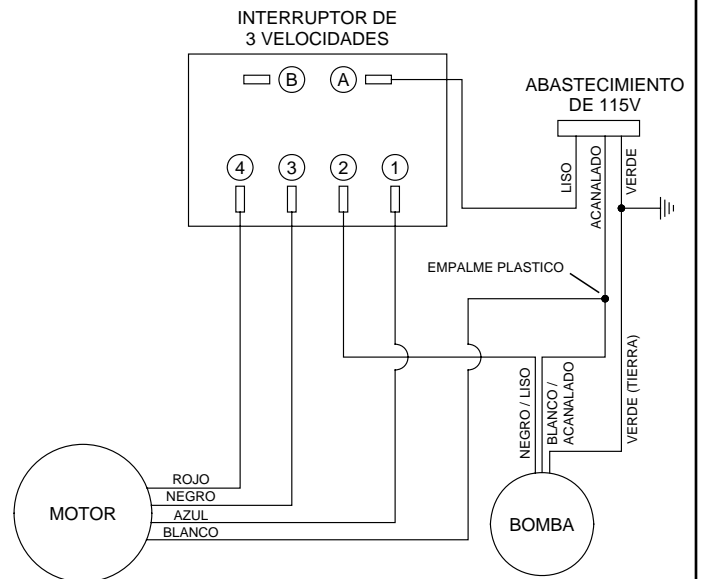 INTERRUPTOR DE
3 VELOCIDADES
B
A
ABASTECIMIENTO
DE 115V
4
3
2
1
LISO
ACANALADO
VERDE
EMPALME PLASTICO
NEGRO / LISO
BLANCO /
ACANALADO
VERDE (TIERRA)
ROJO
NEGRO
AZUL
BLANCO
MOTOR
BOMBA